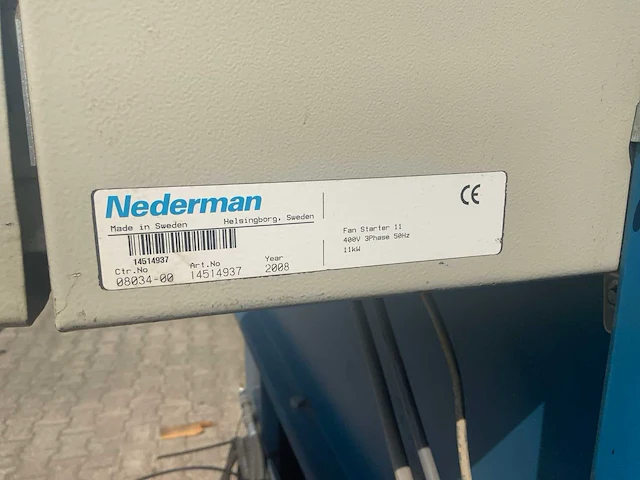 Nederman
Made in Sweden Helsingborg, Sweden
14514937
Ctr.No Art.No Year
08034-00 14514937 2008
CE
Fan Starter 11
400V 3Phase 50Hz
11kW